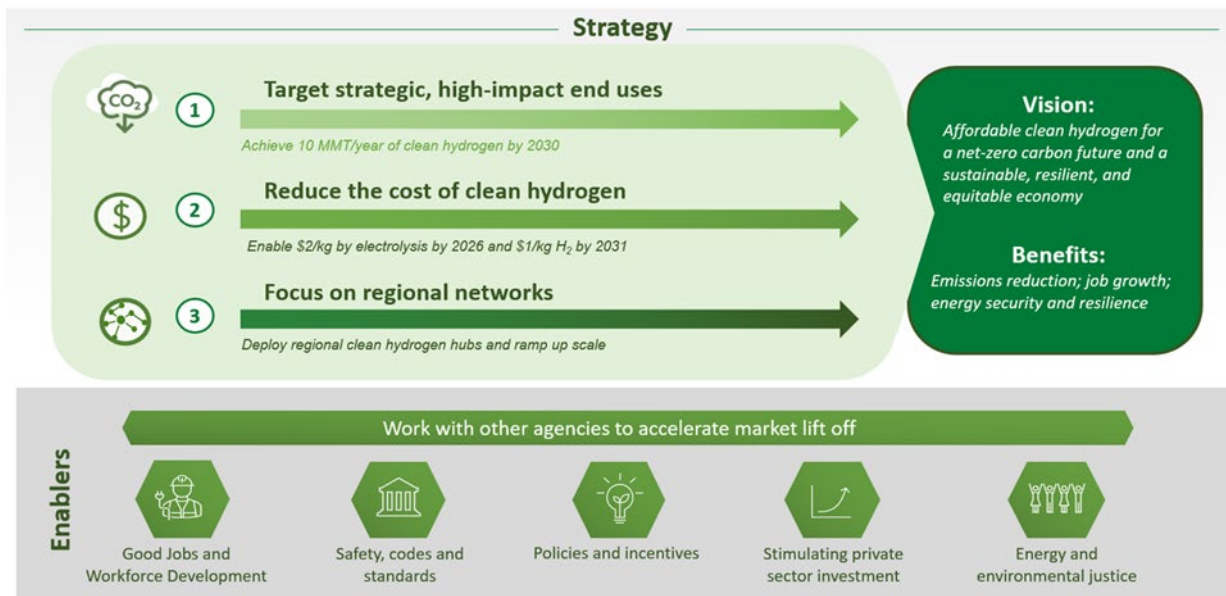 Strategy
CO₂
1
Target strategic, high-impact end uses
Achieve 10 MMT/year of clean hydrogen by 2030
$
2
Reduce the cost of clean hydrogen
Enable $2/kg by electrolysis by 2026 and $1/kg H₂ by 2031
3
Focus on regional networks
Deploy regional clean hydrogen hubs and ramp up scale
Vision:
Affordable clean hydrogen for
a net-zero carbon future and a
sustainable, resilient, and
equitable economy
Benefits:
Emissions reduction; job growth;
energy security and resilience
Enablers
Work with other agencies to accelerate market lift off
Good Jobs and
Workforce Development
Safety, codes and
standards
Policies and incentives
Stimulating private
sector investment
Energy and
environmental justice